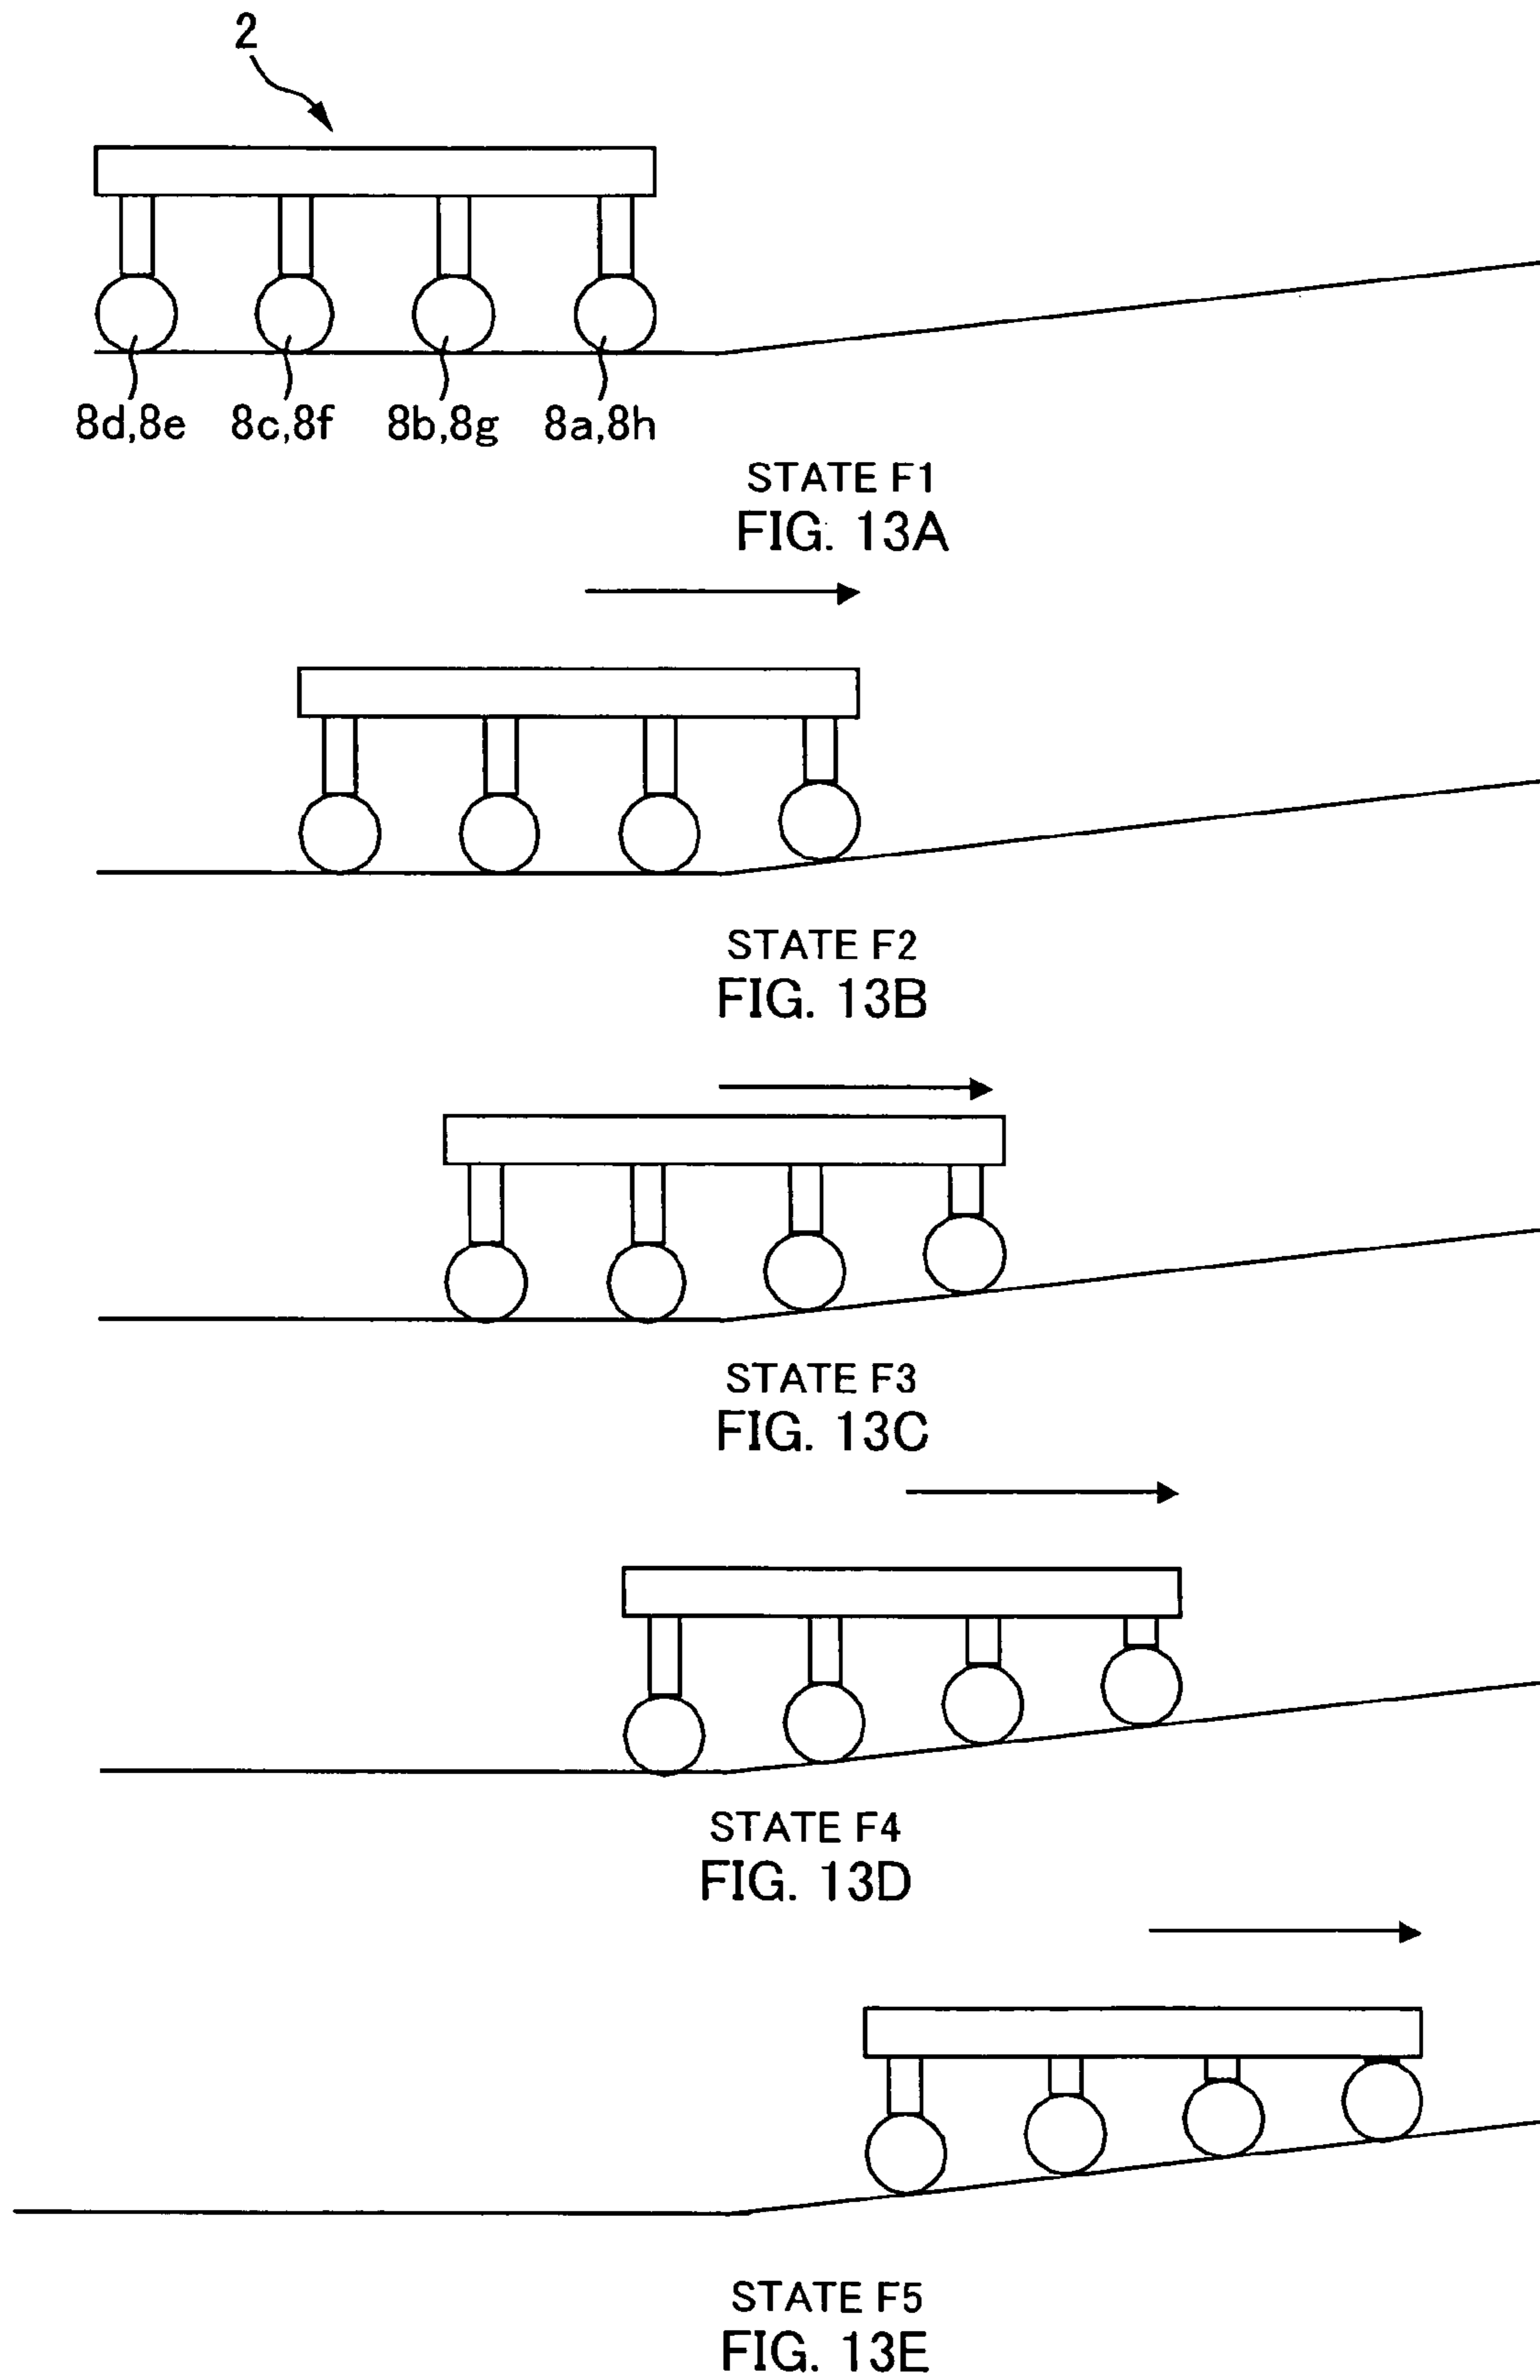 2
8d,8e 8c,8f 8b,8g 8a,8h
STATE F1
FIG. 13A
STATE F2
FIG. 13B
STATE F3
FIG. 13C
STATE F4
FIG. 13D
STATE F5
FIG. 13E